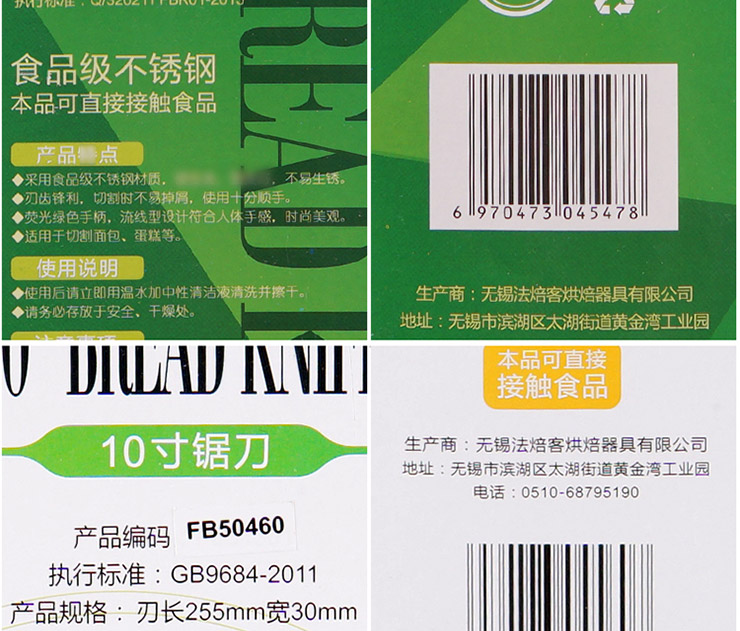 食品级不锈钢
本品可直接接触食品
产品特点
◆采用食品级不锈钢材质，
不易生锈。
◆刃齿锋利，切割时不易掉屑，使用十分顺手。
◆荧光绿色手柄，流线型设计符合人体手感，时尚美观。
◆适用于切割面包、蛋糕等。
使用说明
◆使用后请立即用温水加中性清洁液清洗并擦干。
◆请务必存放于安全、干燥处。
注意事项
READ K
6 970473 045478
生产商：无锡法焙客烘焙器具有限公司
地址：无锡市滨湖区太湖街道黄金湾工业园
0" BREAD KNIF
10寸锯刀
产品编码 FB50460
执行标准：GB9684-2011
产品规格：刃长255mm宽30mm
本品可直接
接触食品
生产商：无锡法焙客烘焙器具有限公司
地址：无锡市滨湖区太湖街道黄金湾工业园
电话：0510-68795190